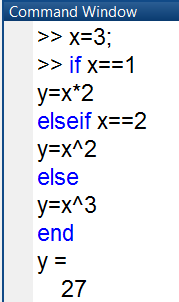 Command Window
>> x=3;
>> if x==1
y=x*2
elseif x==2
y=x^2
else
y=x^3
end
y =
27